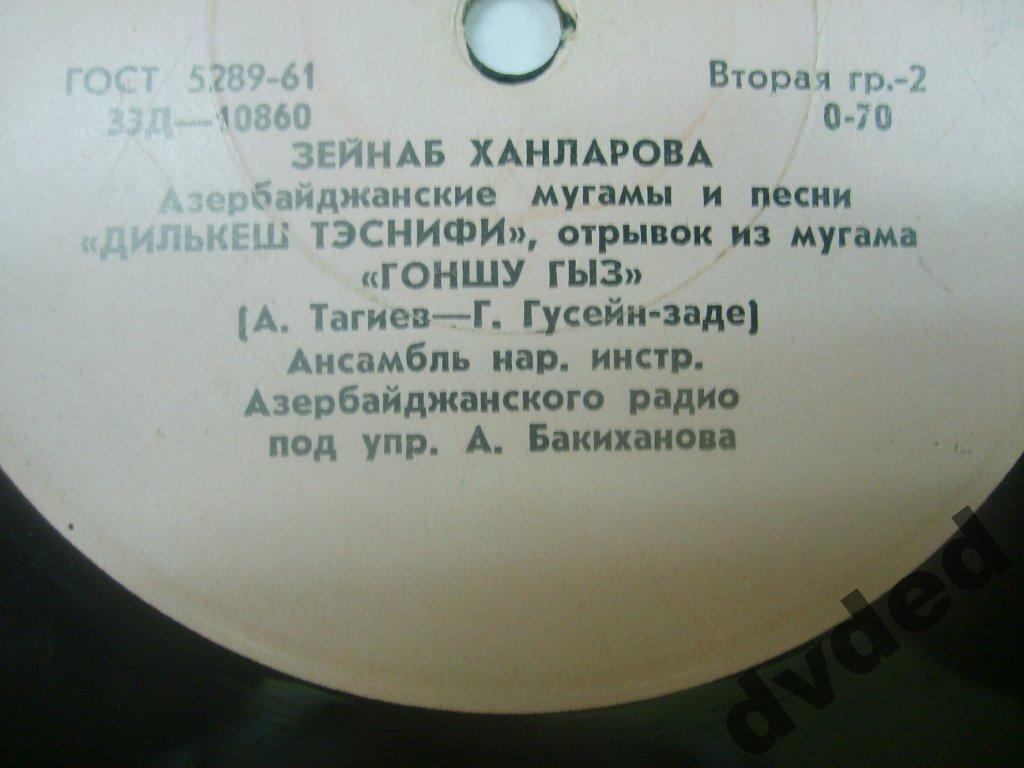 ГОСТ 5289-61 Вторая гр.-2
33Д—10860 0-70
ЗЕЙНАБ ХАНЛАРОВА
Азербайджанские мугамы и песни
«ДИЛЬКЕШ ТЭСНИФИ», отрывок из мугама
«ГОНШУ ГЫЗ»
(А. Тагиев—Г. Гусейн-заде)
Ансамбль нар. инстр.
Азербайджанского радио
под упр. А. Бакиханова
dvded